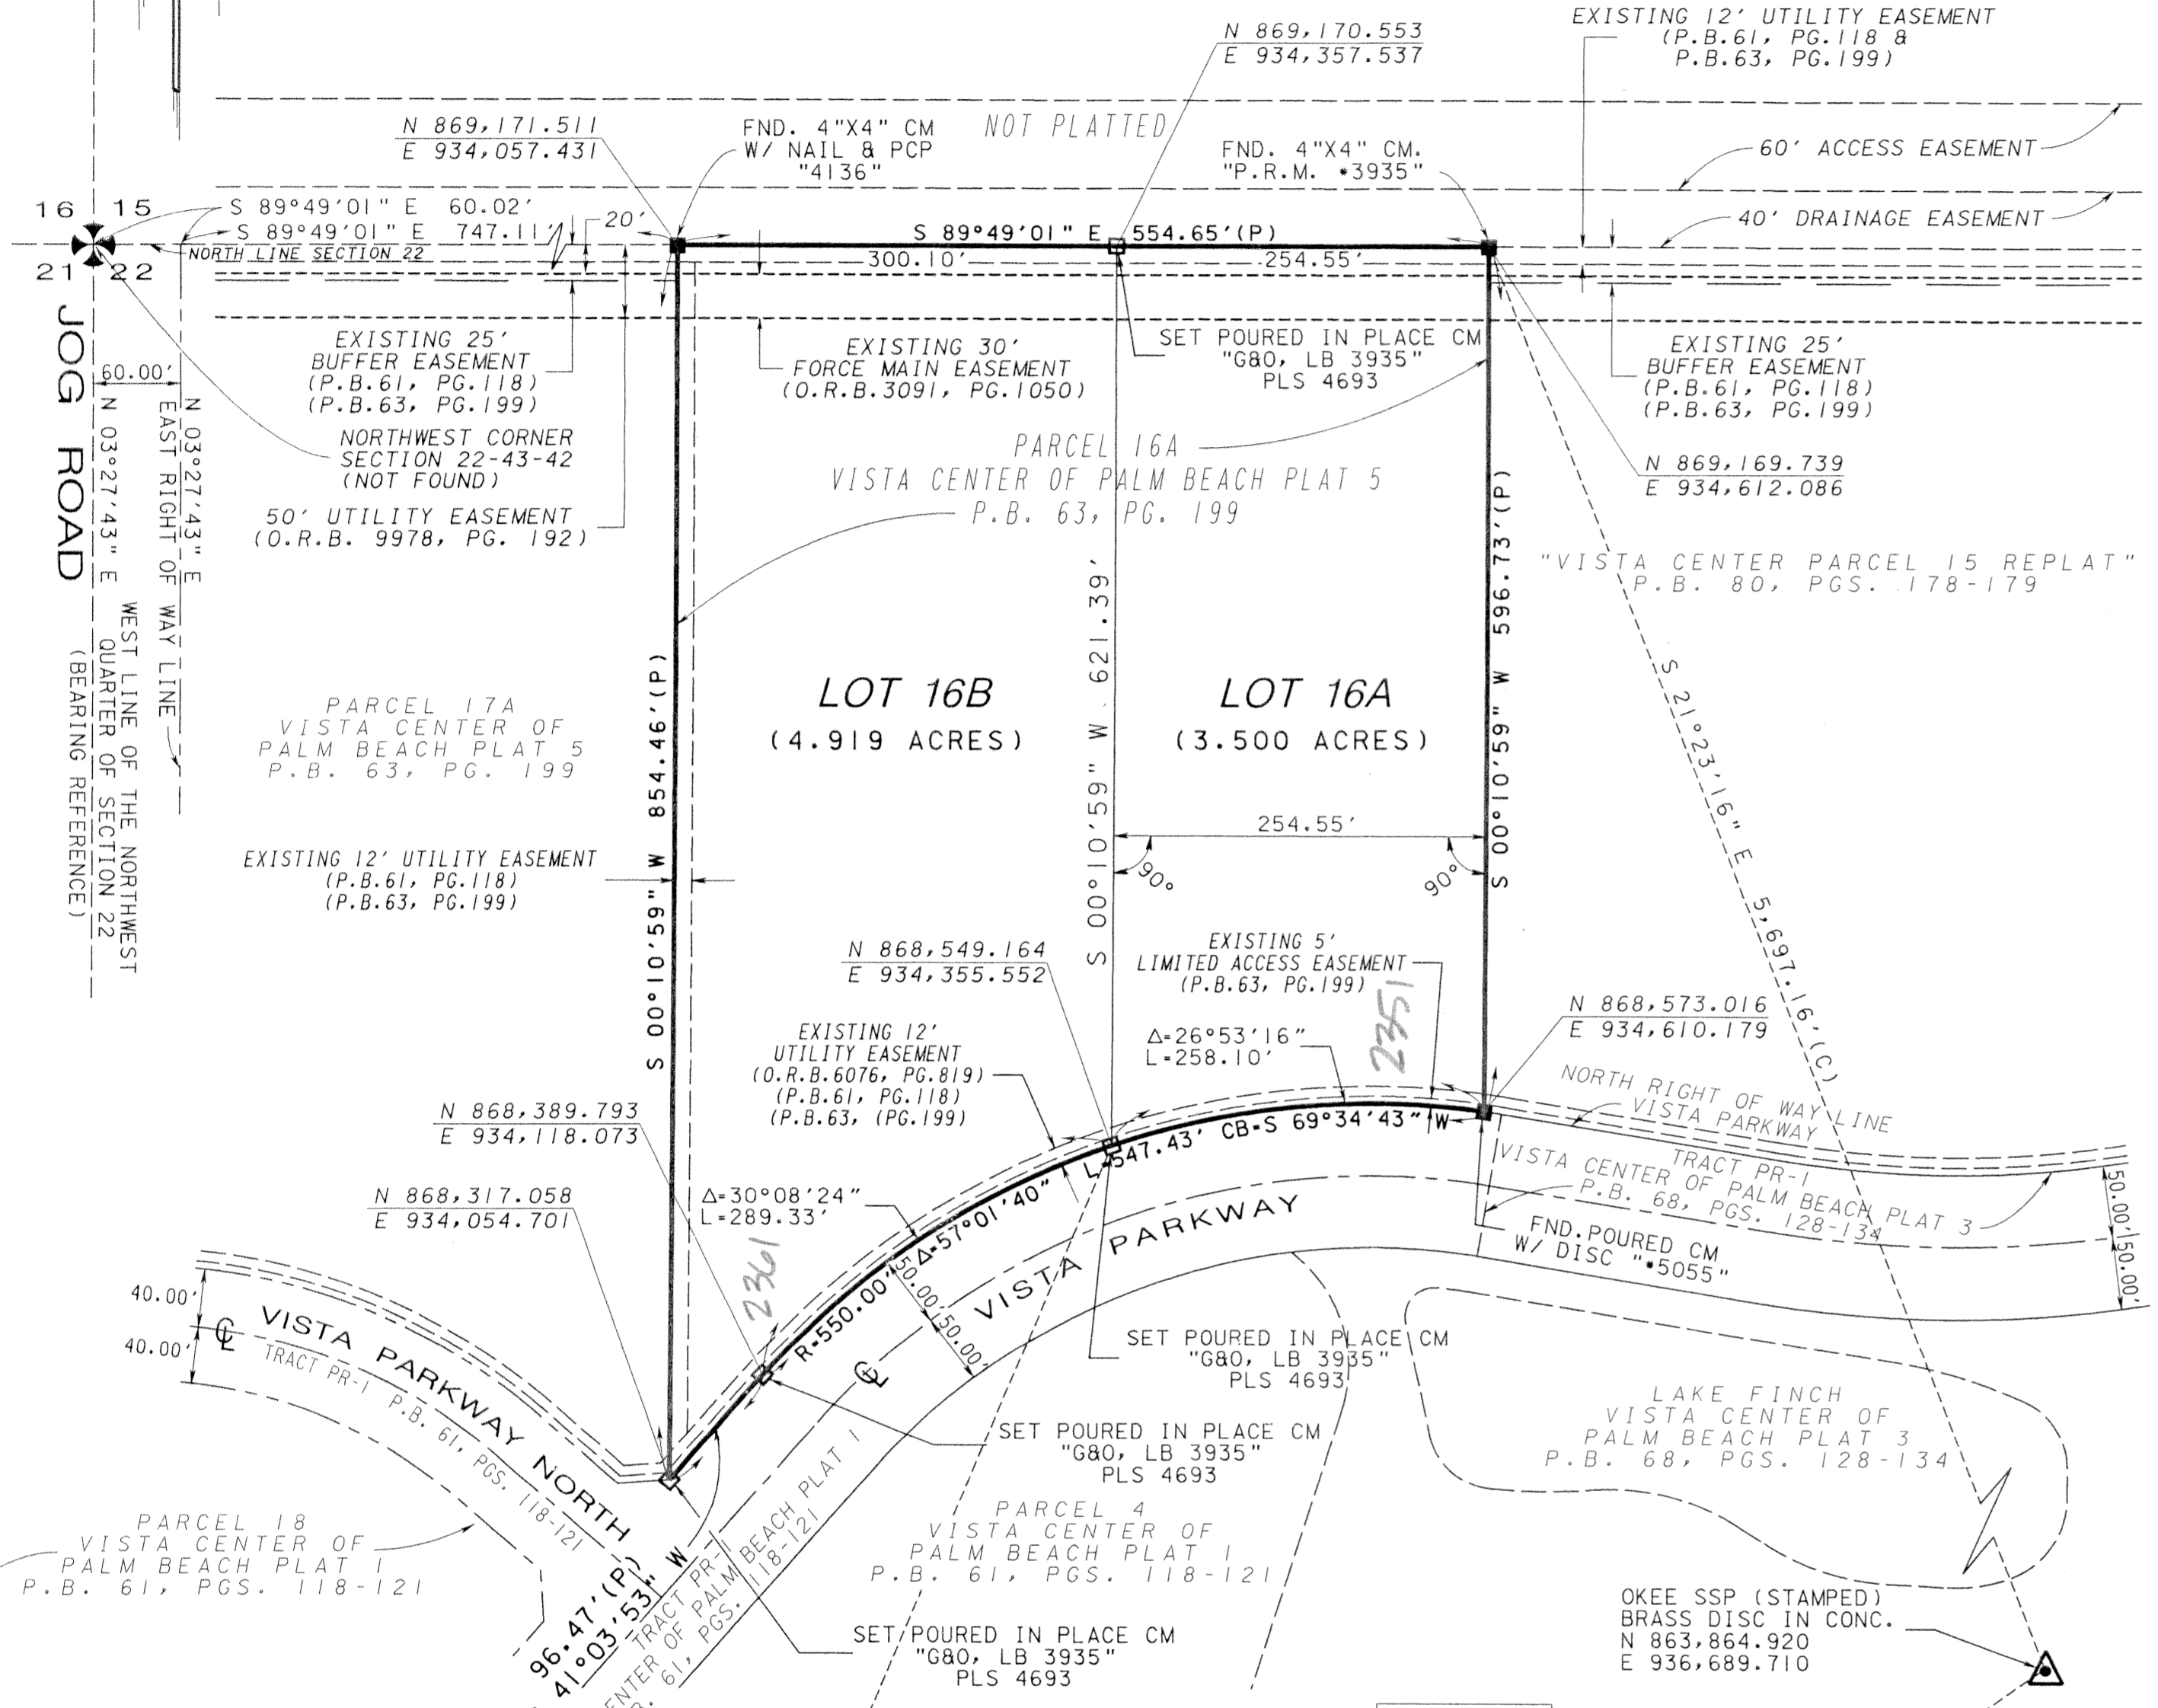 EXISTING 12' UTILITY EASEMENT
(P.B.61, PG.118 &
P.B.63, PG.199)
N 869,170.553
E 934,357.537
N 869,171.511
E 934,057.431
FND. 4"X4" CM
W/ NAIL & PCP
"4136"
NOT PLATTED
FND. 4"X4" CM.
"P.R.M. #3935"
60' ACCESS EASEMENT
40' DRAINAGE EASEMENT
16 15
21 22
S 89°49'01" E 60.02'
S 89°49'01" E 747.11'
NORTH LINE SECTION 22
20'
S 89°49'01" E 554.65'(P)
300.10'
254.55'
EXISTING 25'
BUFFER EASEMENT
(P.B.61, PG.118)
(P.B.63, PG.199)
EXISTING 30'
FORCE MAIN EASEMENT
(O.R.B.3091, PG.1050)
SET POURED IN PLACE CM
"G&O, LB 3935"
PLS 4693
EXISTING 25'
BUFFER EASEMENT
(P.B.61, PG.118)
(P.B.63, PG.199)
JOG ROAD
60.00'
N 03°27'43" E
N 03°27'43" E
EAST RIGHT OF WAY LINE
WEST LINE OF THE NORTHWEST
QUARTER OF SECTION 22
(BEARING REFERENCE)
NORTHWEST CORNER
SECTION 22-43-42
(NOT FOUND)
50' UTILITY EASEMENT
(O.R.B. 9978, PG. 192)
PARCEL 16A
VISTA CENTER OF PALM BEACH PLAT 5
P.B. 63, PG. 199
N 869,169.739
E 934,612.086
"VISTA CENTER PARCEL 15 REPLAT"
P.B. 80, PGS. 178-179
S 00°10'59" W 854.46'(P)
S 00°10'59" W 621.39'
S 00°10'59" W 596.73'(P)
S 21°23'16" E 5,697.16'(C)
PARCEL 17A
VISTA CENTER OF
PALM BEACH PLAT 5
P.B. 63, PG. 199
LOT 16B
(4.919 ACRES)
LOT 16A
(3.500 ACRES)
254.55'
90°
90°
EXISTING 12' UTILITY EASEMENT
(P.B.61, PG.118)
(P.B.63, PG.199)
N 868,549.164
E 934,355.552
EXISTING 5'
LIMITED ACCESS EASEMENT
(P.B.63, PG.199)
2351
Δ=26°53'16"
L=258.10'
N 868,573.016
E 934,610.179
EXISTING 12'
UTILITY EASEMENT
(O.R.B.6076, PG.819)
(P.B.61, PG.118)
(P.B.63, (PG.199)
NORTH RIGHT OF WAY LINE
VISTA PARKWAY
TRACT PR-1
VISTA CENTER OF PALM BEACH PLAT 3
P.B. 68, PGS. 128-134
N 868,389.793
E 934,118.073
N 868,317.058
E 934,054.701
Δ=30°08'24"
L=289.33'
2361
R=550.00' Δ=57°01'40" L=547.43' CB=S 69°34'43" W
50.00'
50.00'
VISTA PARKWAY
FND. POURED CM
W/ DISC "#5055"
50.00'
50.00'
40.00'
40.00'
VISTA PARKWAY NORTH
TRACT PR-1 P.B. 61, PGS. 118-121
SET POURED IN PLACE CM
"G&O, LB 3935"
PLS 4693
SET POURED IN PLACE CM
"G&O, LB 3935"
PLS 4693
LAKE FINCH
VISTA CENTER OF
PALM BEACH PLAT 3
P.B. 68, PGS. 128-134
PARCEL 18
VISTA CENTER OF
PALM BEACH PLAT 1
P.B. 61, PGS. 118-121
PARCEL 4
VISTA CENTER OF
PALM BEACH PLAT 1
P.B. 61, PGS. 118-121
96.47'(P)
41°03'53" W
TRACT PR-1
CENTER OF PALM BEACH PLAT 1
61, PGS. 118-121
SET POURED IN PLACE CM
"G&O, LB 3935"
PLS 4693
OKEE SSP (STAMPED)
BRASS DISC IN CONC.
N 863,864.920
E 936,689.710